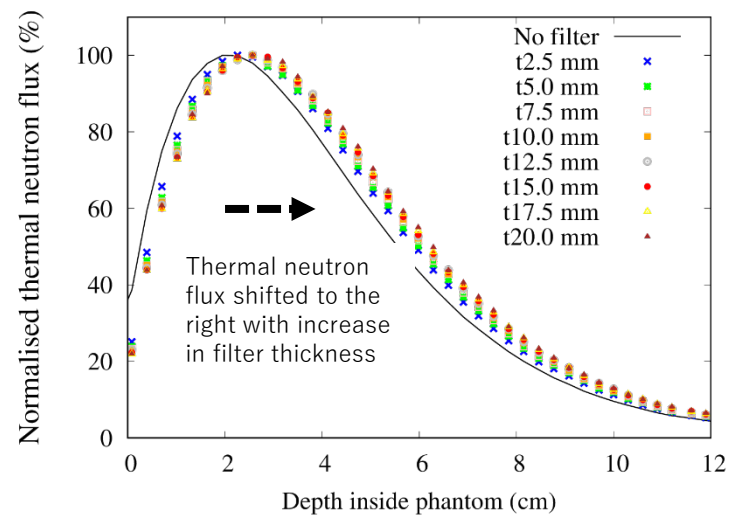 Normalised thermal neutron flux (%)
100
80
60
40
20
0
No filter
t2.5 mm
t5.0 mm
t7.5 mm
t10.0 mm
t12.5 mm
t15.0 mm
t17.5 mm
t20.0 mm
Thermal neutron
flux shifted to the
right with increase
in filter thickness
0 2 4 6 8 10 12
Depth inside phantom (cm)